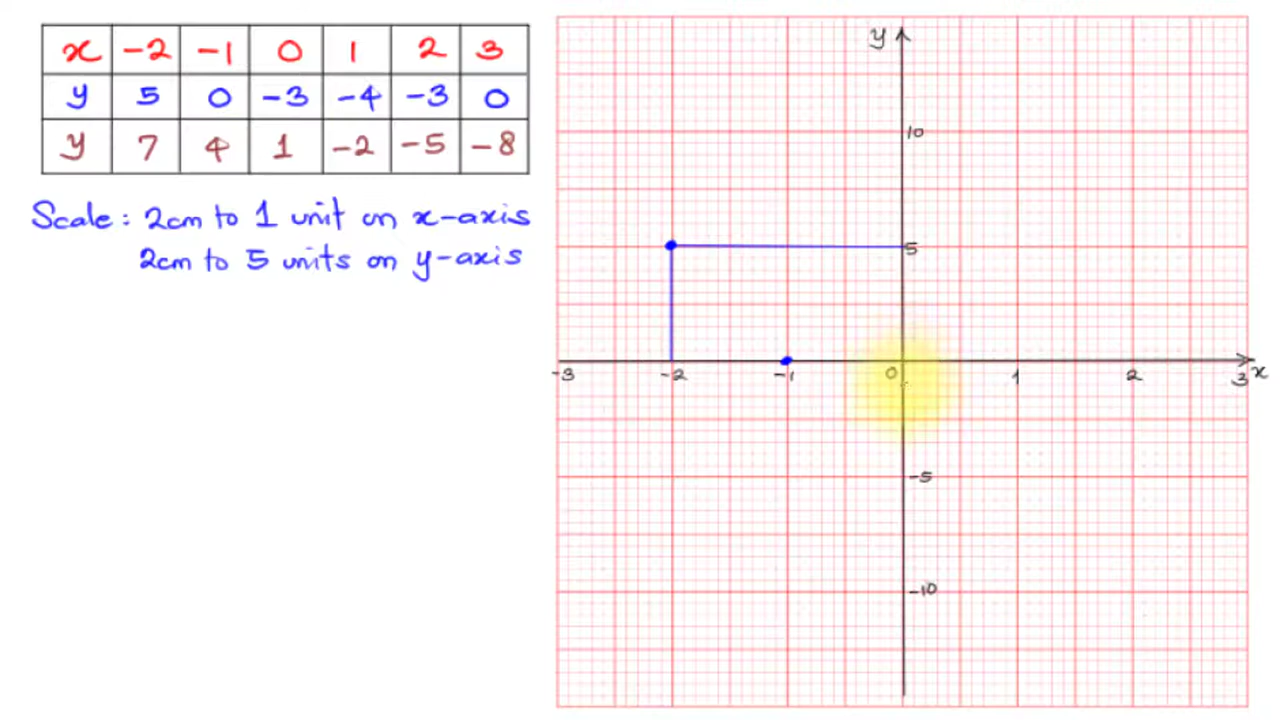 x -2 -1 0 1 2 3
y 5 0 -3 -4 -3 0
y 7 4 1 -2 -5 -8
Scale: 2cm to 1 unit on x-axis
2cm to 5 units on y-axis
y
10
5
-3 -2 -1 0 1 2 3 x
-5
-10